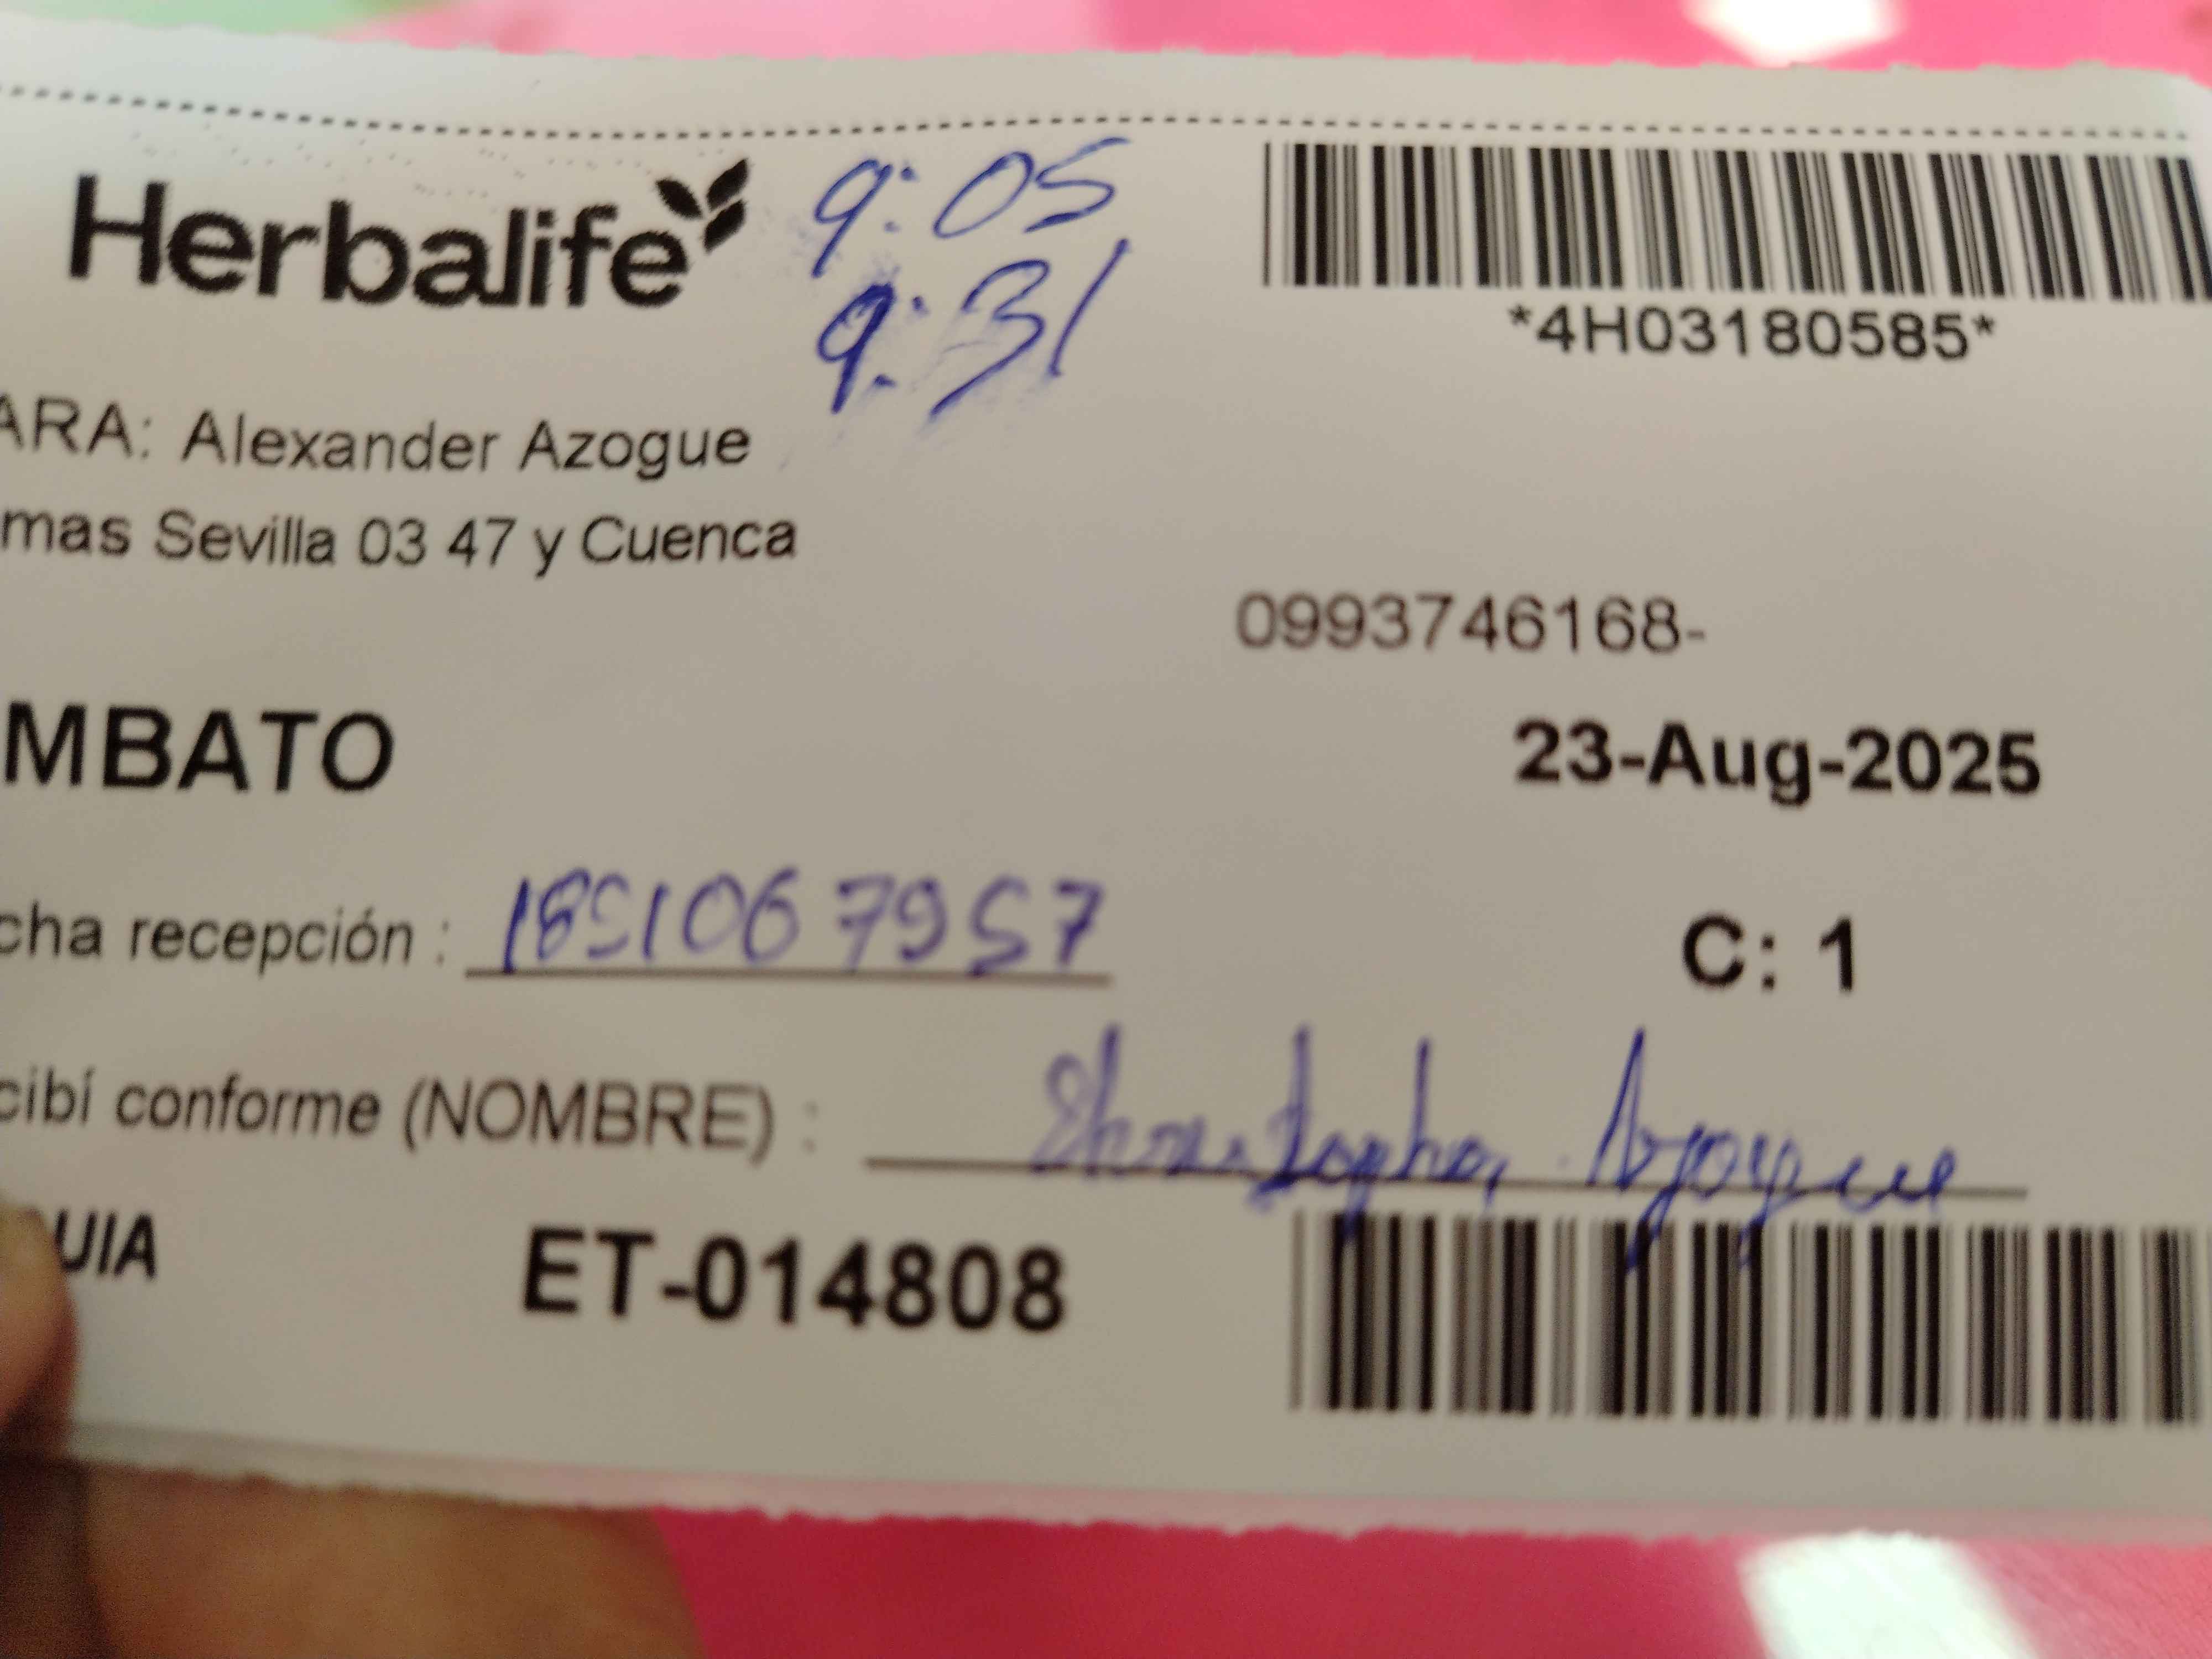 Herbalife
9:05
9:31
*4H03180585*
ARA: Alexander Azogue
mas Sevilla 03 47 y Cuenca
0993746168-
MBATO
23-Aug-2025
cha recepción : 1851067957
C: 1
cibí conforme (NOMBRE) : Azogue
UIA
ET-014808